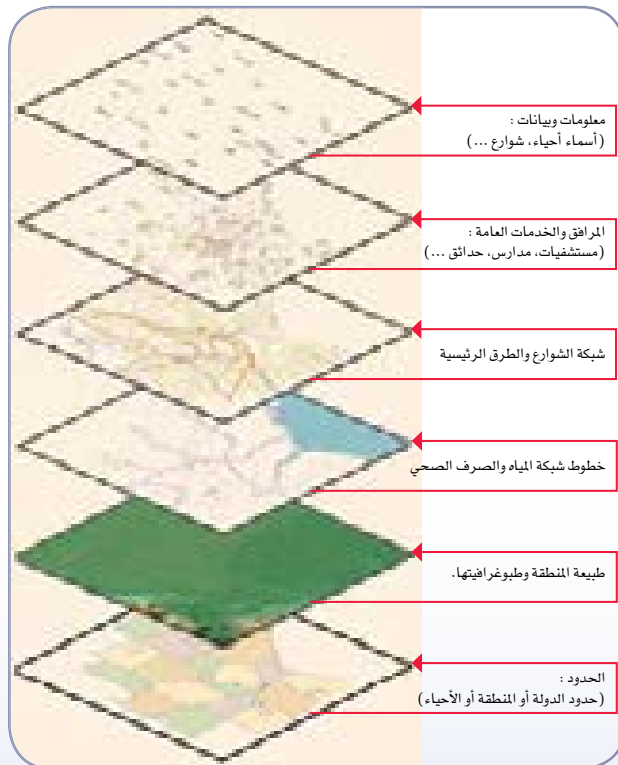 معلومات وبيانات :
(أسماء أحياء، شوارع ...)
المرافق والخدمات العامة :
(مستشفيات، مدارس، حدائق ...)
شبكة الشوارع والطرق الرئيسية
خطوط شبكة المياه والصرف الصحي
طبيعة المنطقة وطبوغرافيتها.
الحدود :
(حدود الدولة أو المنطقة أو الأحياء)